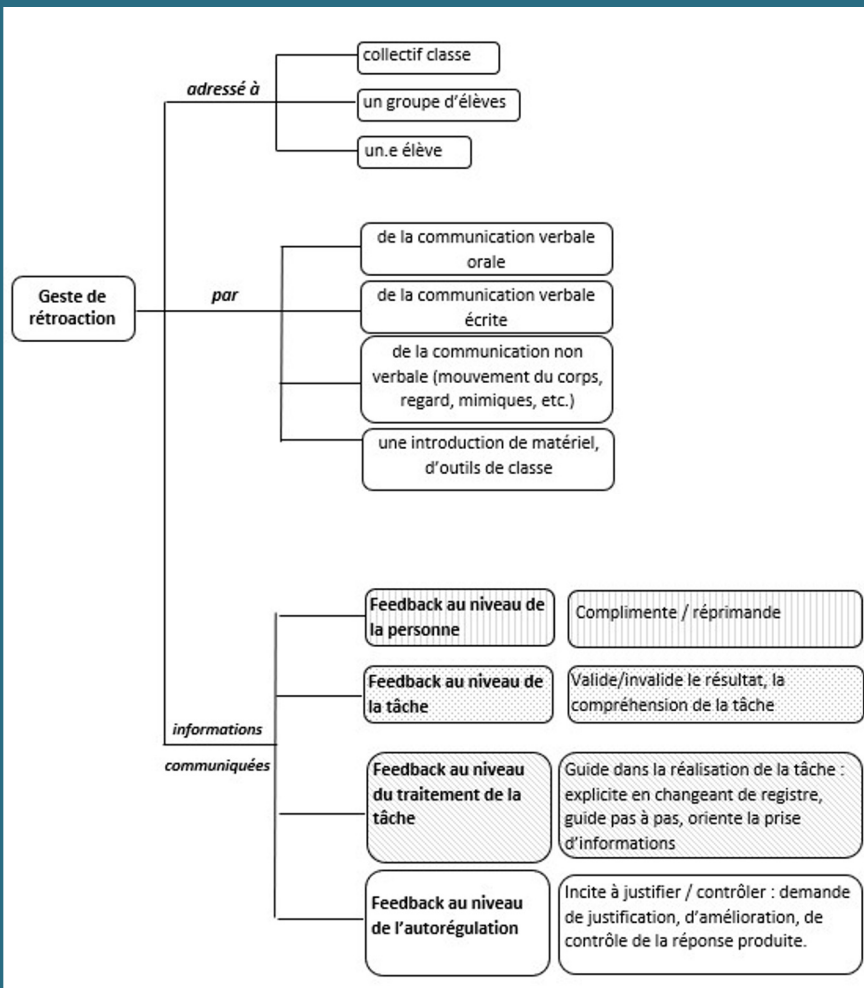 collectif classe
adressé à
un groupe d'élèves
un.e élève
de la communication verbale
orale
Geste de
rétroaction
par
de la communication verbale
écrite
de la communication non
verbale (mouvement du corps,
regard, mimiques, etc.)
une introduction de matériel,
d'outils de classe
Feedback au niveau de
la personne
Complimente / réprimande
Feedback au niveau de
la tâche
Valide/invalide le résultat, la
compréhension de la tâche
informations
communiquées
Feedback au niveau
du traitement de la
tâche
Guide dans la réalisation de la tâche :
explicite en changeant de registre,
guide pas à pas, oriente la prise
d'informations
Feedback au niveau
de l'autorégulation
Incite à justifier / contrôler : demande
de justification, d'amélioration, de
contrôle de la réponse produite.